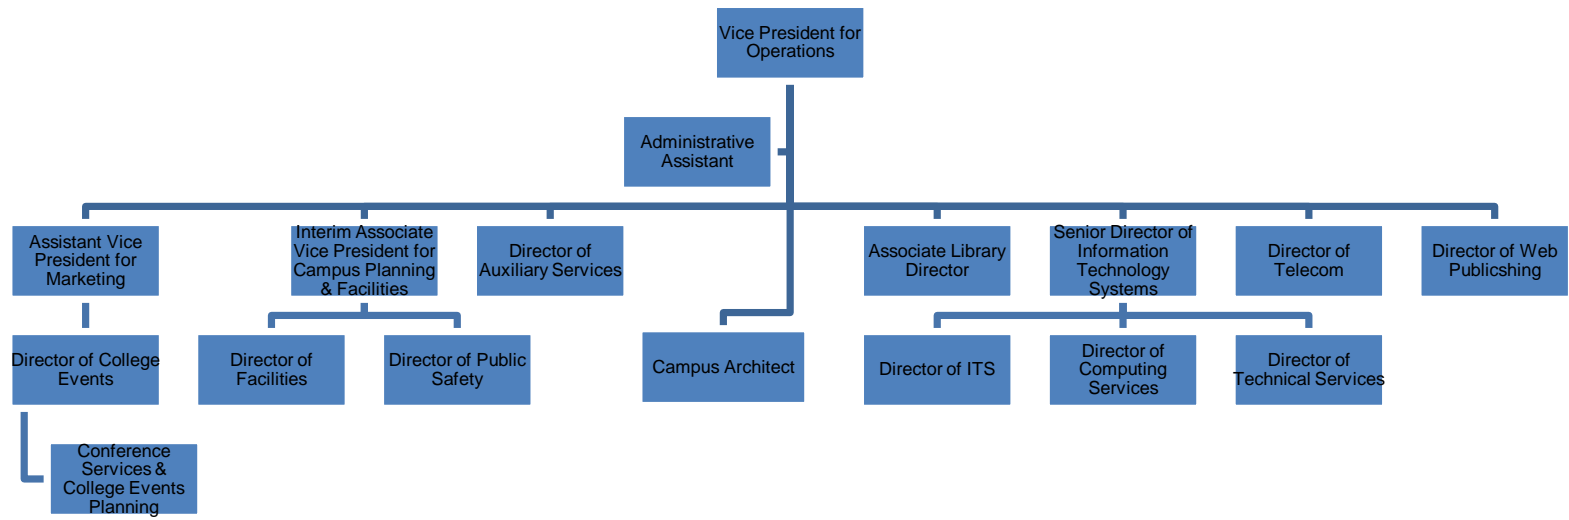 Vice President for
Operations
Administrative
Assistant
Assistant Vice
President for
Marketing
Interim Associate
Vice President for
Campus Planning
& Facilities
Director of
Auxiliary Services
Associate Library
Director
Senior Director of
Information
Technology
Systems
Director of
Telecom
Director of Web
Publicshing
Director of College
Events
Director of
Facilities
Director of Public
Safety
Campus Architect
Director of ITS
Director of
Computing
Services
Director of
Technical Services
Conference
Services &
College Events
Planning